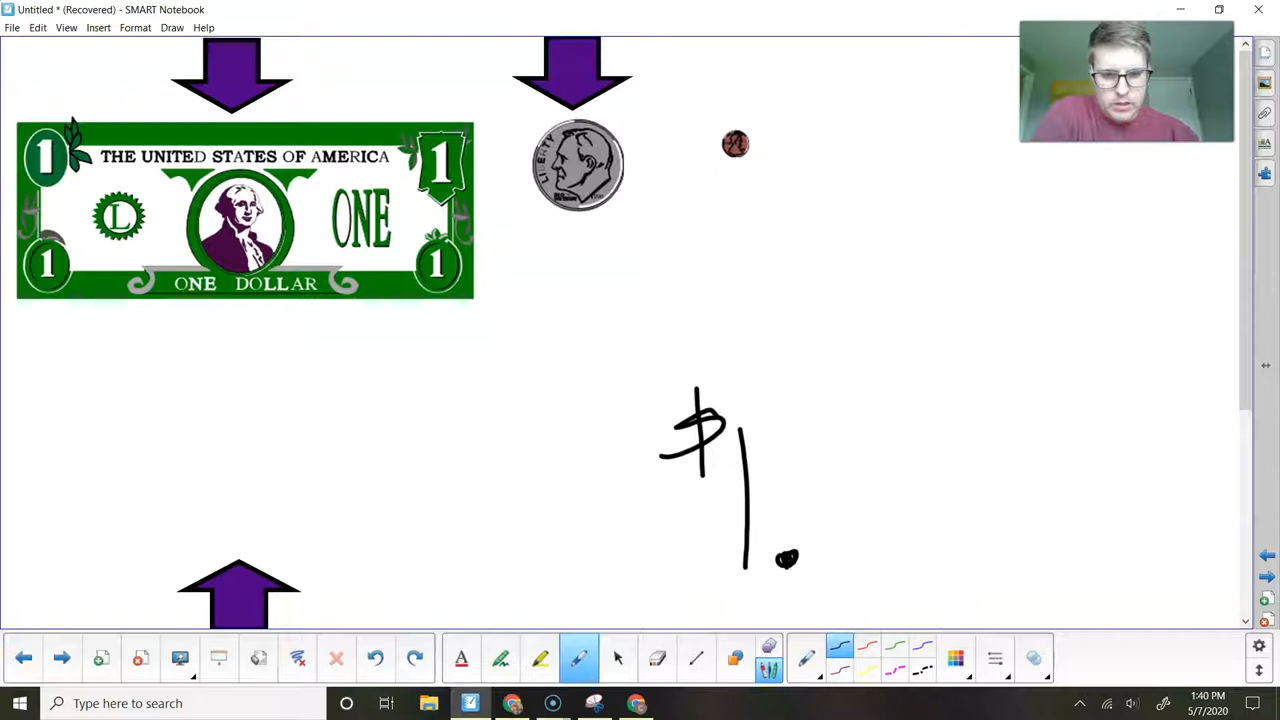 Untitled * (Recovered) - SMART Notebook
File Edit View Insert Format Draw Help
1 THE UNITED STATES OF AMERICA 1
L ONE
1 ONE DOLLAR 1
LIBERTY
$1.
A
Type here to search
1:40 PM
5/7/2020